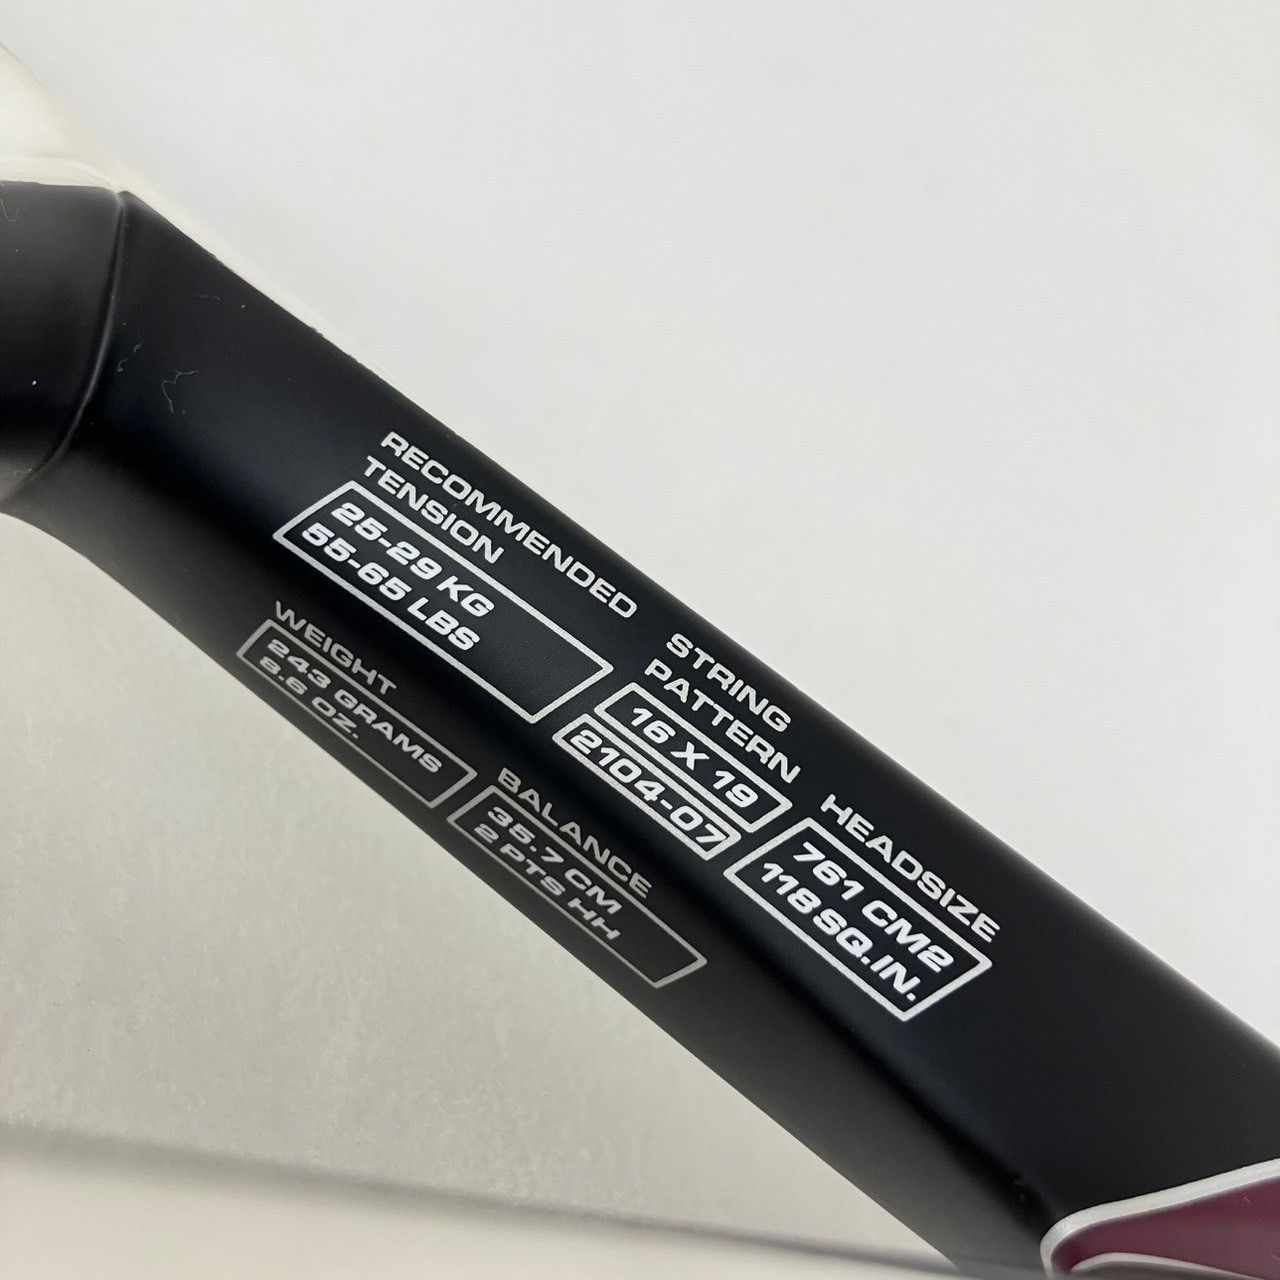 RECOMMENDED
TENSION
25-29 KG
55-65 LBS
STRING
PATTERN
16 X 19
2104-07
HEADSIZE
761 CM2
118 SQ.IN.
WEIGHT
243 GRAMS
8.6 OZ.
BALANCE
35.7 CM
2 PTS HH